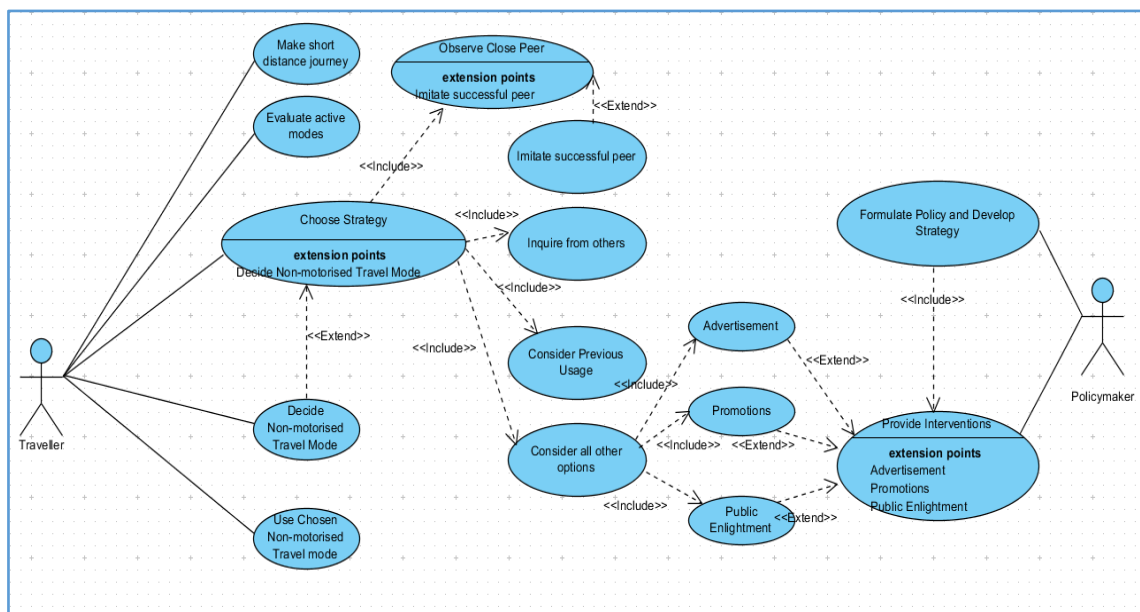 Make short
distance journey
Observe Close Peer
extension points
Imitate successful peer
<<Extend>>
Evaluate active
modes
Imitate successful peer
<<Include>>
Choose Strategy
extension points
Decide Non-motorised Travel Mode
<<Include>>
Inquire from others
Formulate Policy and Develop
Strategy
<<Include>>
<<Include>>
<<Extend>>
<<Include>>
Advertisement
Consider Previous
Usage
<<Extend>>
<<Include>>
Policymaker
Traveller
Decide
Non-motorised
Travel Mode
Promotions
<<Include>>
<<Extend>>
Consider all other
options
Provide Interventions
extension points
Advertisement
Promotions
Public Enlightment
<<Include>>
Public
Enlightment
<<Extend>>
Use Chosen
Non-motorised
Travel mode